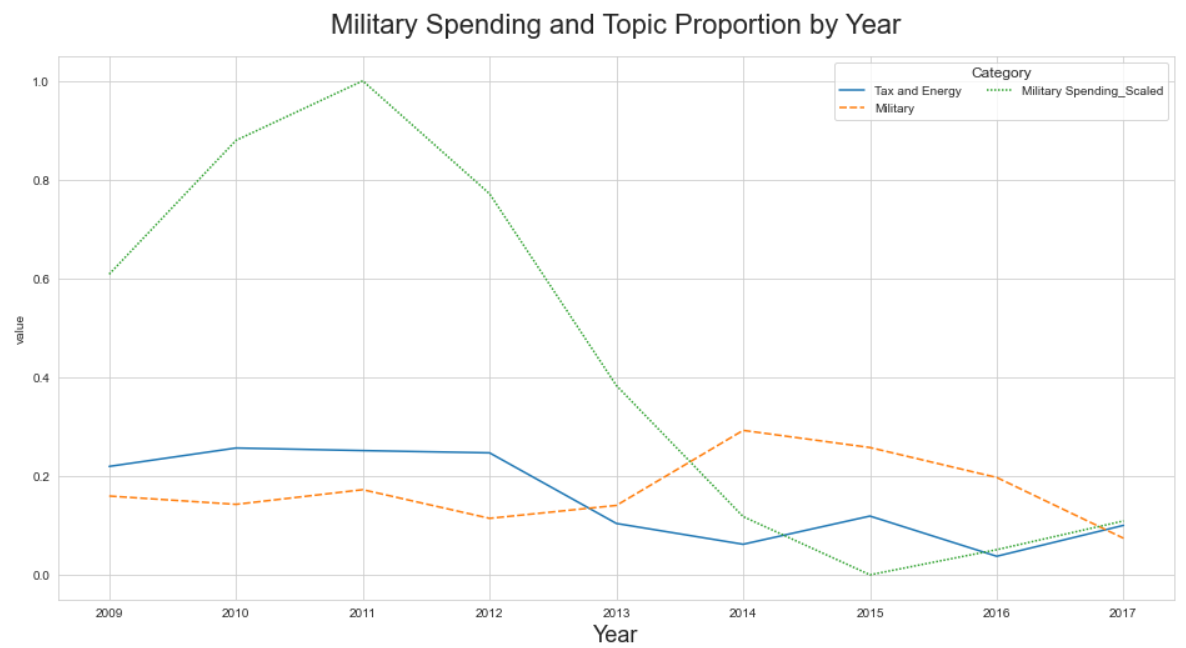 Military Spending and Topic Proportion by Year
Category
Tax and Energy
Military
Military Spending_Scaled
1.0
0.8
0.6
0.4
0.2
0.0
value
2009 2010 2011 2012 2013 2014 2015 2016 2017
Year